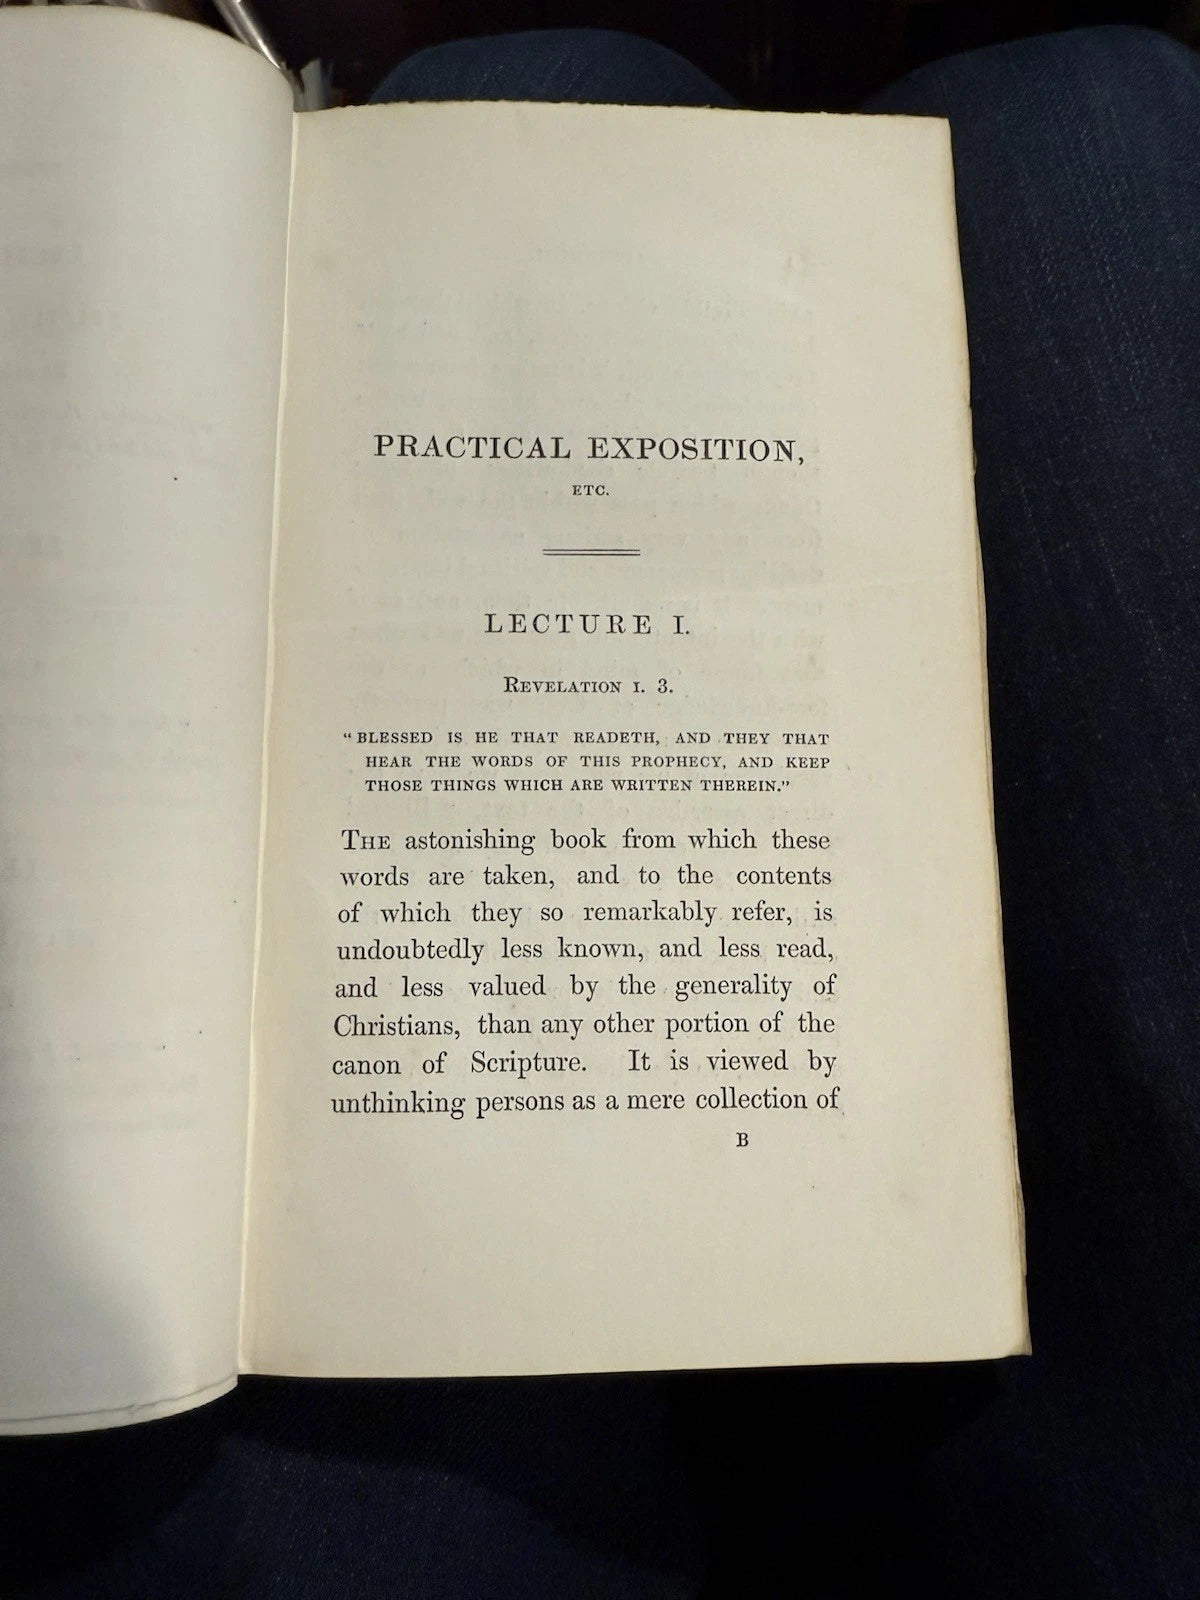 PRACTICAL EXPOSITION,
ETC.
LECTURE I.
REVELATION I. 3.
“BLESSED IS HE THAT READETH, AND THEY THAT
HEAR THE WORDS OF THIS PROPHECY, AND KEEP
THOSE THINGS WHICH ARE WRITTEN THEREIN.”
THE astonishing book from which these
words are taken, and to the contents
of which they so remarkably refer, is
undoubtedly less known, and less read,
and less valued by the generality of
Christians, than any other portion of the
canon of Scripture. It is viewed by
unthinking persons as a mere collection of
B